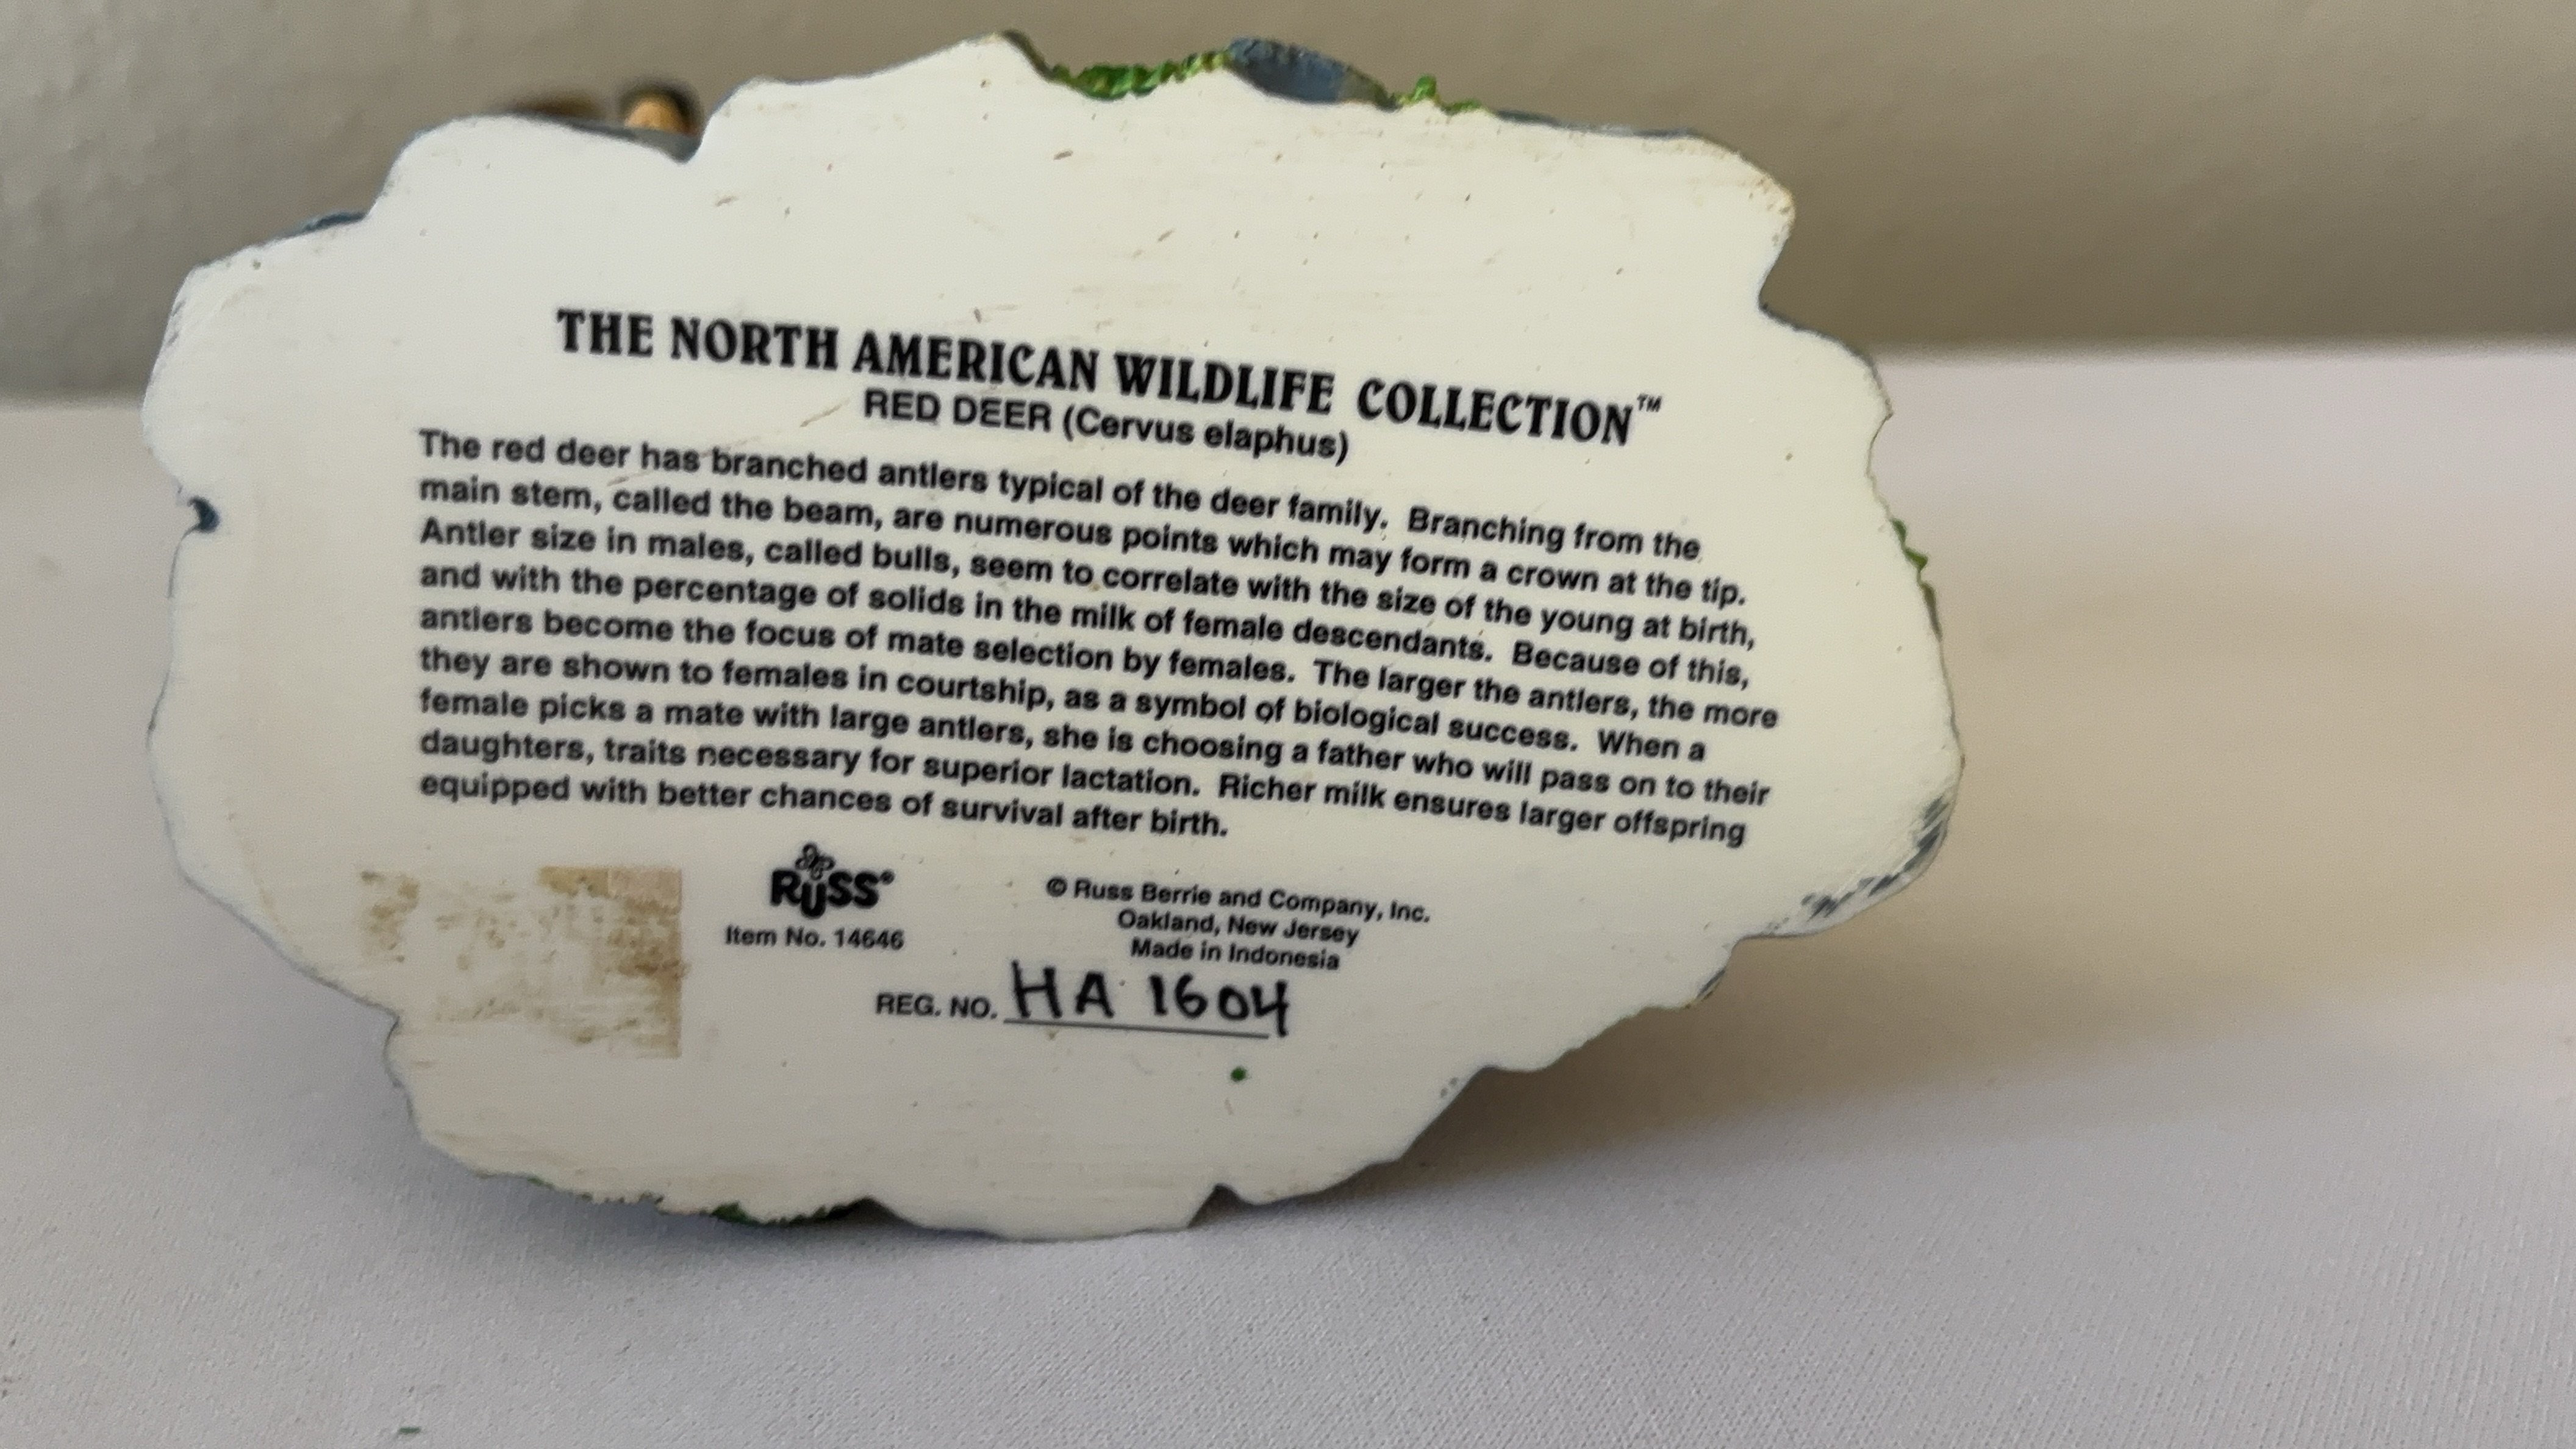 THE NORTH AMERICAN WILDLIFE COLLECTION™
RED DEER (Cervus elaphus)
The red deer has branched antlers typical of the deer family. Branching from the
main stem, called the beam, are numerous points which may form a crown at the tip.
Antler size in males, called bulls, seem to correlate with the size of the young at birth,
and with the percentage of solids in the milk of female descendants. Because of this,
antlers become the focus of mate selection by females. The larger the antlers, the more
they are shown to females in courtship, as a symbol of biological success. When a
female picks a mate with large antlers, she is choosing a father who will pass on to their
daughters, traits necessary for superior lactation. Richer milk ensures larger offspring
equipped with better chances of survival after birth.
RUSS®
Item No. 14646
© Russ Berrie and Company, Inc.
Oakland, New Jersey
Made in Indonesia
REG. NO. HA 1604